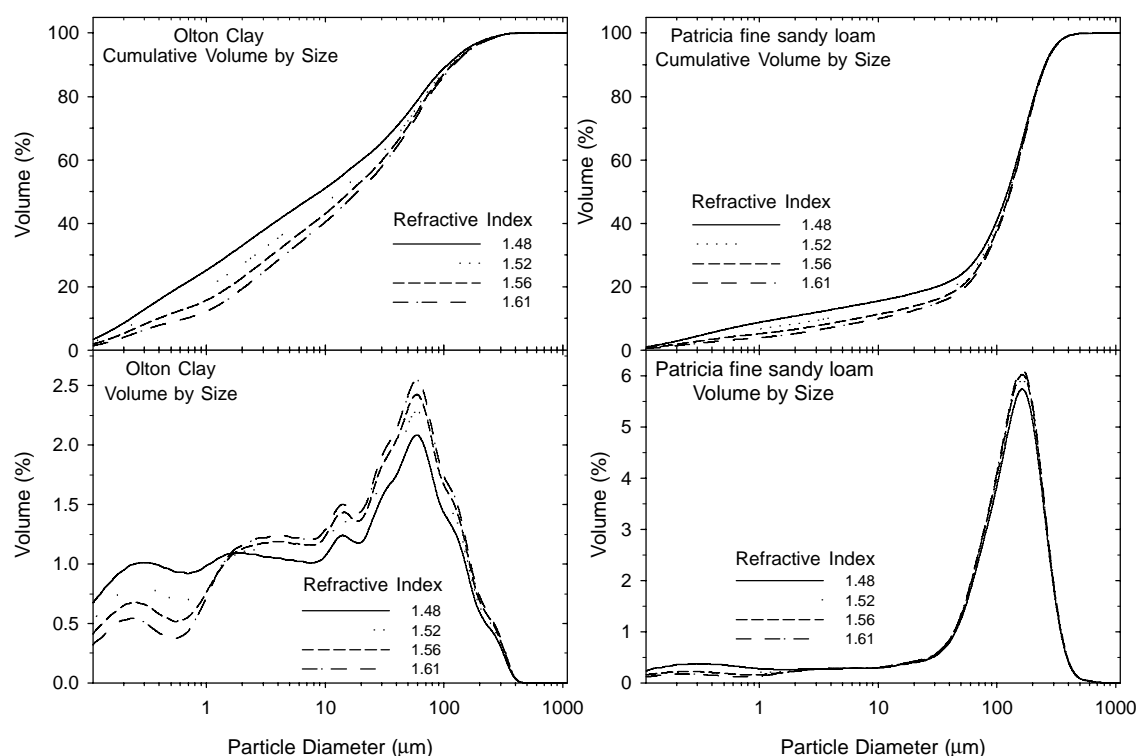 Olton Clay
Cumulative Volume by Size
Volume (%)
100
80
60
40
20
0
Refractive Index
1.48
1.52
1.56
1.61
Patricia fine sandy loam
Cumulative Volume by Size
Volume (%)
100
80
60
40
20
0
Refractive Index
1.48
1.52
1.56
1.61
Olton Clay
Volume by Size
Volume (%)
2.5
2.0
1.5
1.0
0.5
0.0
Refractive Index
1.48
1.52
1.56
1.61
1 10 100 1000
Particle Diameter (μm)
Patricia fine sandy loam
Volume by Size
Volume (%)
6
5
4
3
2
1
0
Refractive Index
1.48
1.52
1.56
1.61
1 10 100 1000
Particle Diameter (μm)